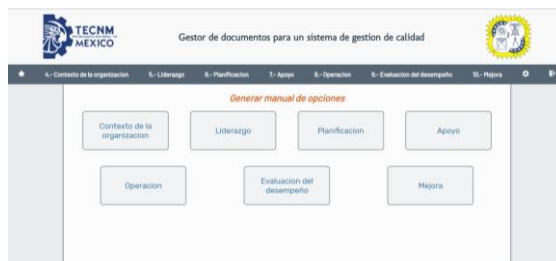 TECNM
MEXICO
Gestor de documentos para un sistema de gestion de calidad
4.- Contexto de la organizacion 5.- Liderazgo 6.- Planificacion 7.- Apoyo 8.- Operacion 9.- Evaluacion del desempeño 10.- Mejora
Generar manual de opciones
Contexto de la
organizacion
Liderazgo
Planificacion
Apoyo
Operacion
Evaluacion del
desempeño
Mejora